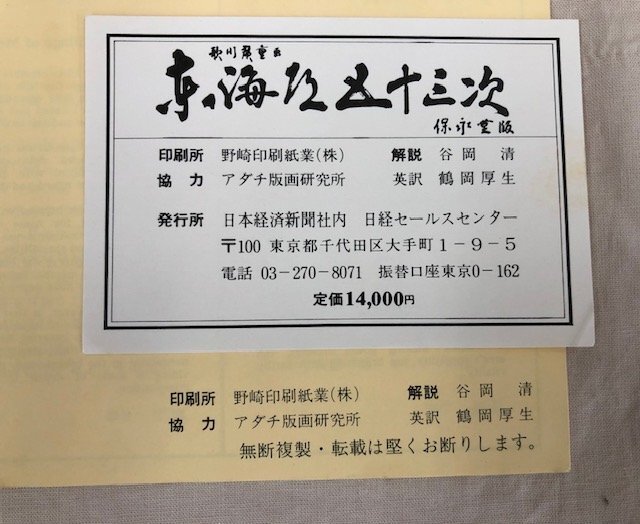 歌川廣重画
東海道五十三次
保永堂版
印刷所 野崎印刷紙業(株) 解説 谷岡 清
協 力 アダチ版画研究所 英訳 鶴岡厚生
発行所 日本経済新聞社内 日経セールスセンター
〒100 東京都千代田区大手町1-9-5
電話 03-270-8071 振替口座東京0-162
定価14,000円
印刷所 野崎印刷紙業(株) 解説 谷岡 清
協 力 アダチ版画研究所 英訳 鶴岡厚生
無断複製・転載は堅くお断りします。